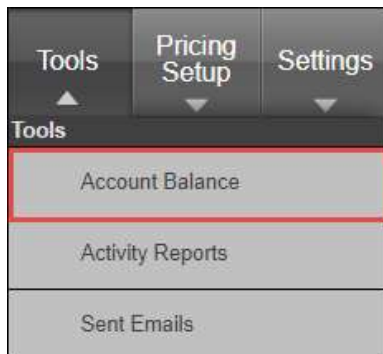 Tools
Pricing
Setup
Settings
Tools
Account Balance
Activity Reports
Sent Emails